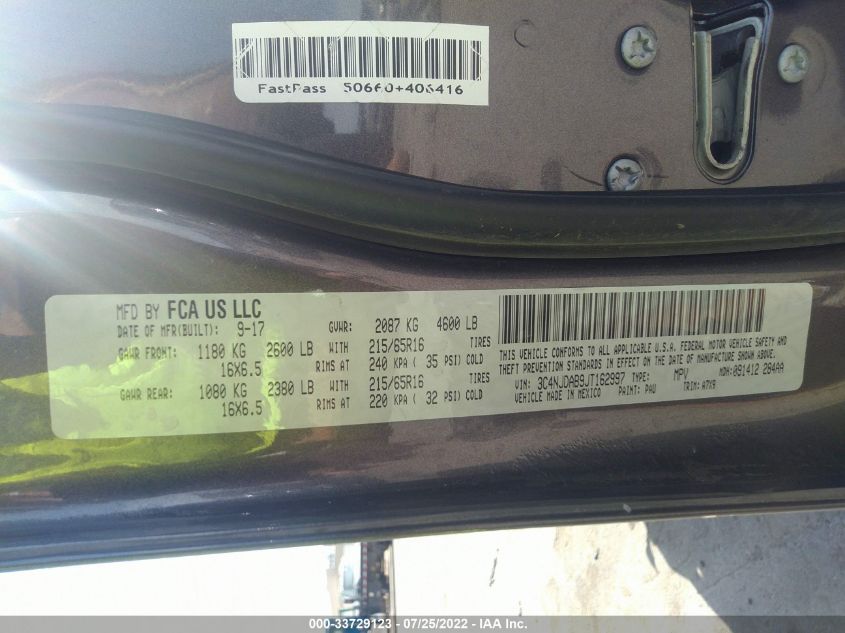 FastPass 50660+406416
MFD BY FCA US LLC
DATE OF MFR(BUILT): 9-17 GVWR: 2087 KG 4600 LB
GAWR FRONT: 1180 KG 2600 LB WITH 215/65R16 TIRES
16X6.5 RIMS AT 240 KPA ( 35 PSI) COLD
GAWR REAR: 1080 KG 2380 LB WITH 215/65R16 TIRES
16X6.5 RIMS AT 220 KPA ( 32 PSI) COLD
THIS VEHICLE CONFORMS TO ALL APPLICABLE U.S.A. FEDERAL MOTOR VEHICLE SAFETY AND
THEFT PREVENTION STANDARDS IN EFFECT ON THE DATE OF MANUFACTURE SHOWN ABOVE.
VIN: 3C4NJDAB9JT162997 TYPE: MPV MDH: 091412 284AA
VEHICLE MADE IN MEXICO PAINT: PAU TRIM: A7X9
000-33729123 - 07/25/2022 - IAA Inc.